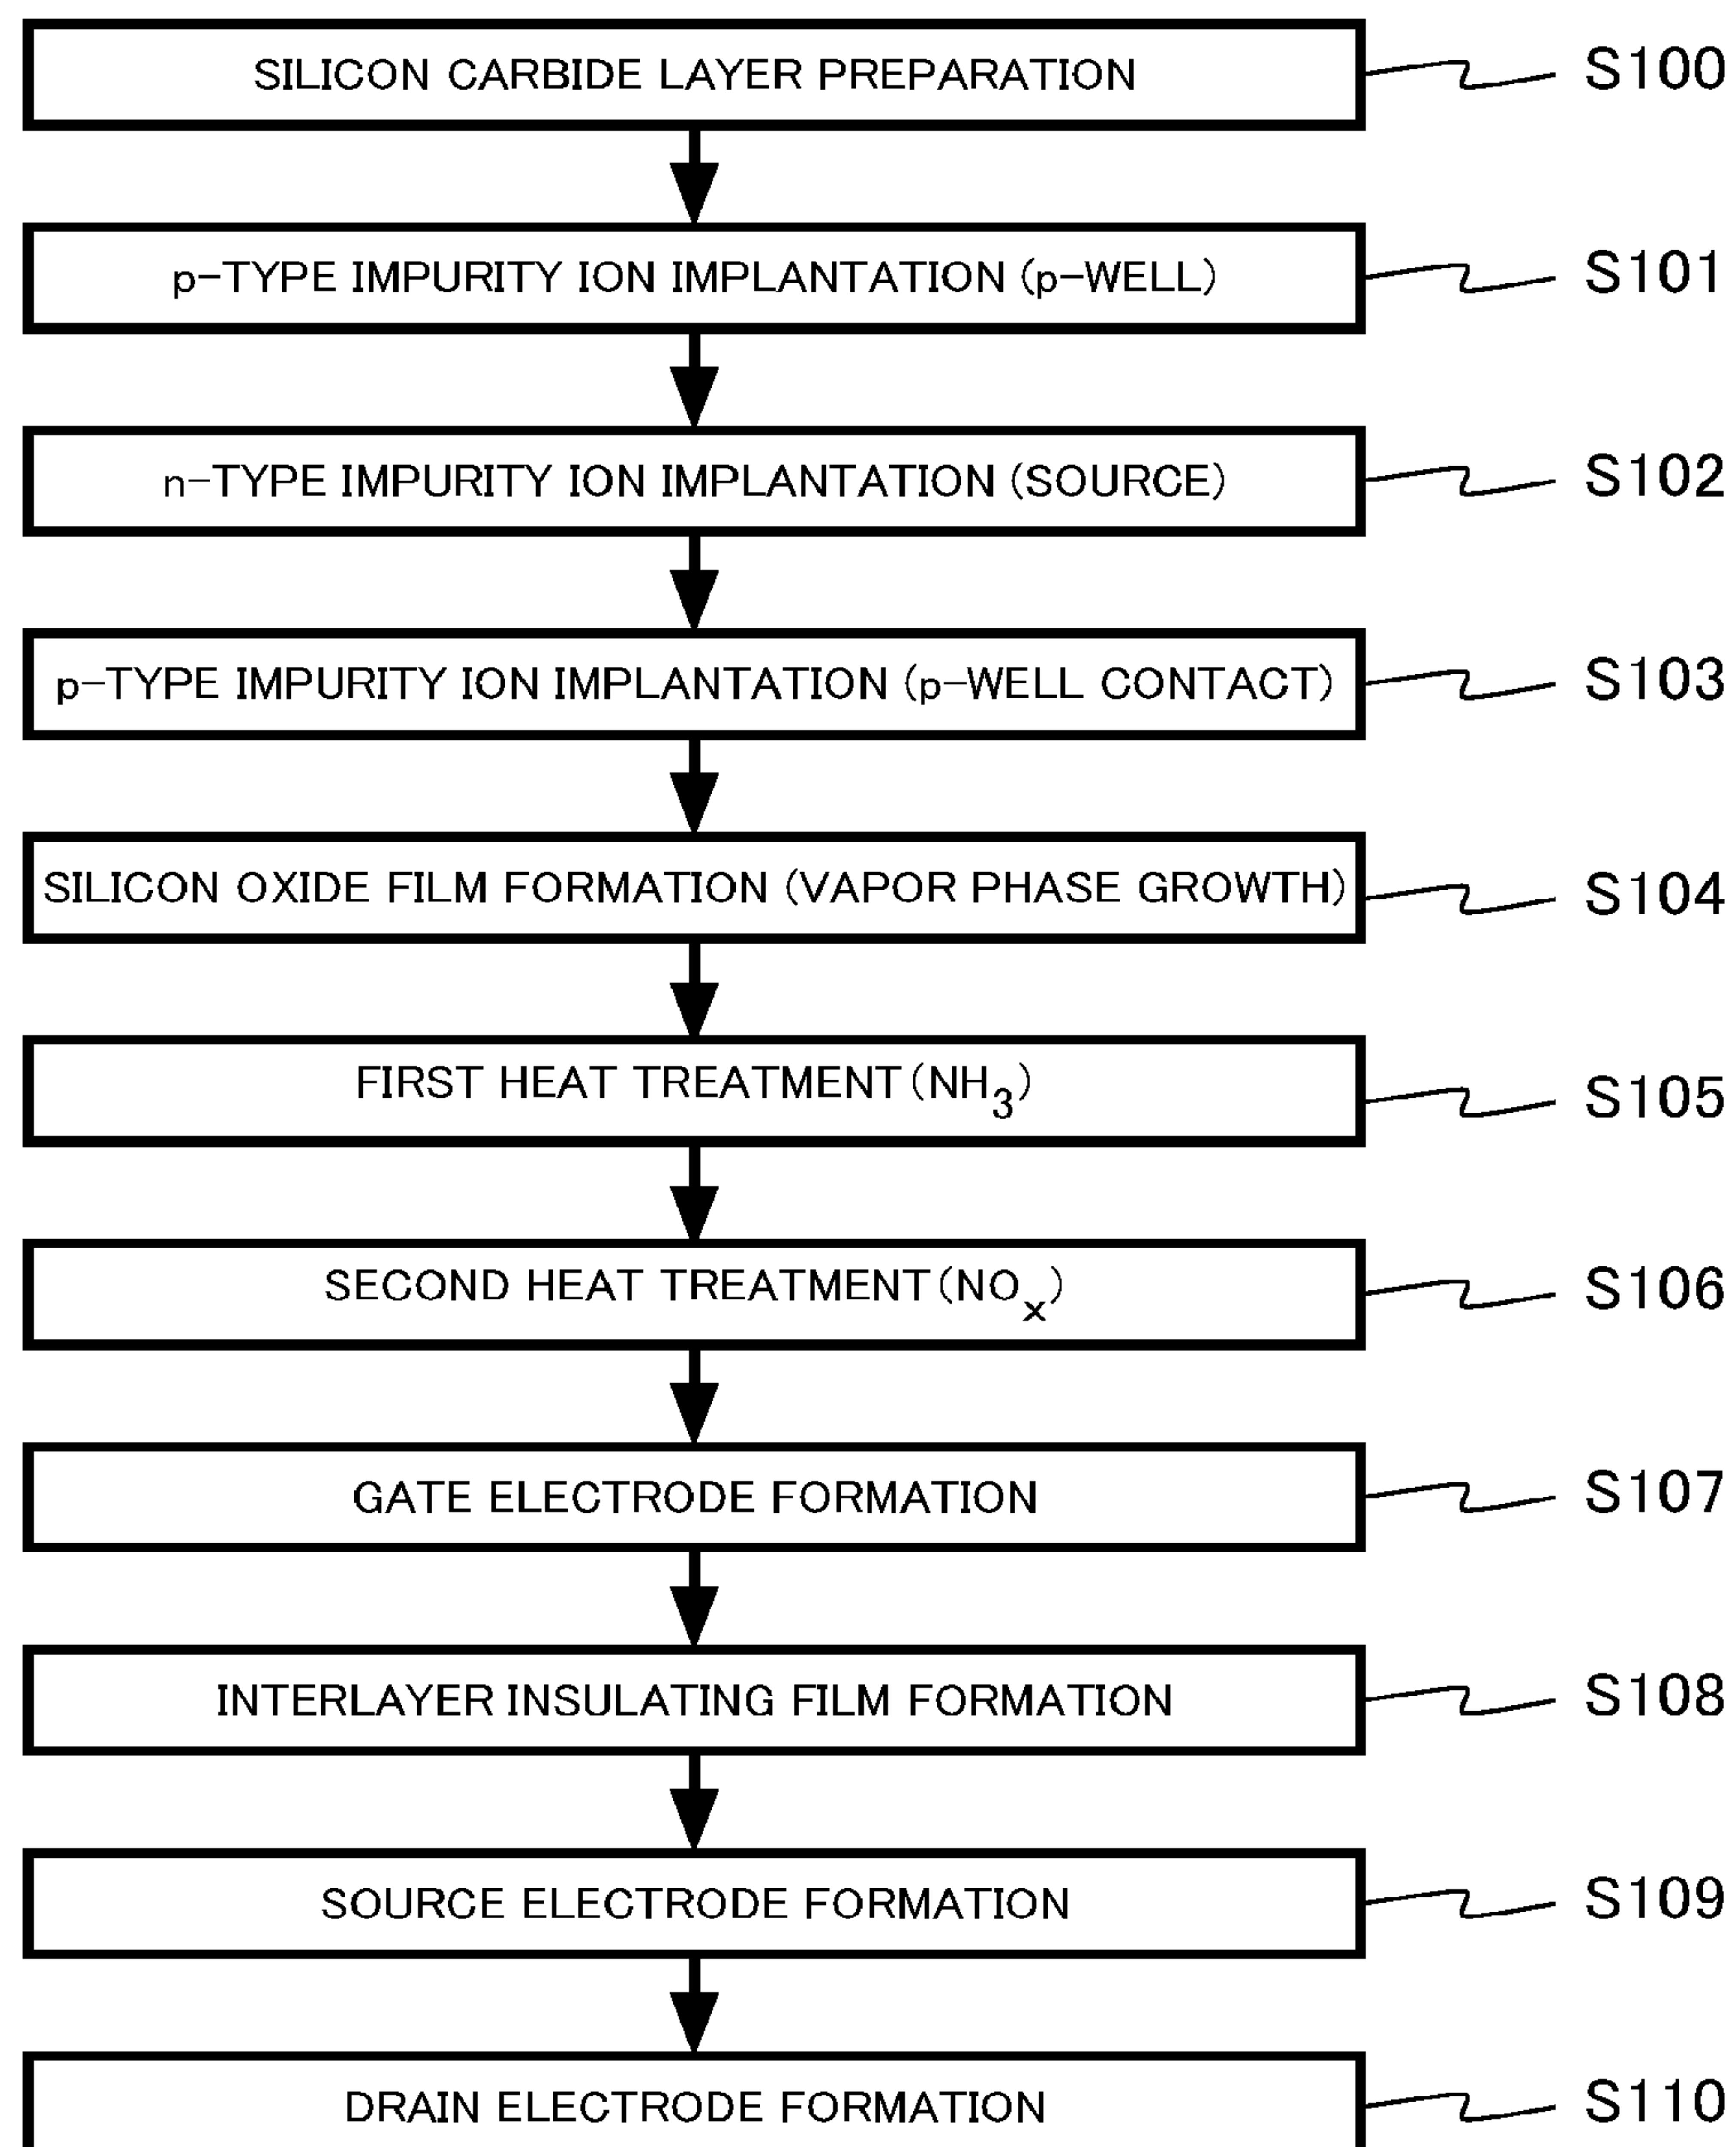 SILICON CARBIDE LAYER PREPARATION S100
p-TYPE IMPURITY ION IMPLANTATION (p-WELL) S101
n-TYPE IMPURITY ION IMPLANTATION (SOURCE) S102
p-TYPE IMPURITY ION IMPLANTATION (p-WELL CONTACT) S103
SILICON OXIDE FILM FORMATION (VAPOR PHASE GROWTH) S104
FIRST HEAT TREATMENT (NH₃) S105
SECOND HEAT TREATMENT (NOₓ) S106
GATE ELECTRODE FORMATION S107
INTERLAYER INSULATING FILM FORMATION S108
SOURCE ELECTRODE FORMATION S109
DRAIN ELECTRODE FORMATION S110